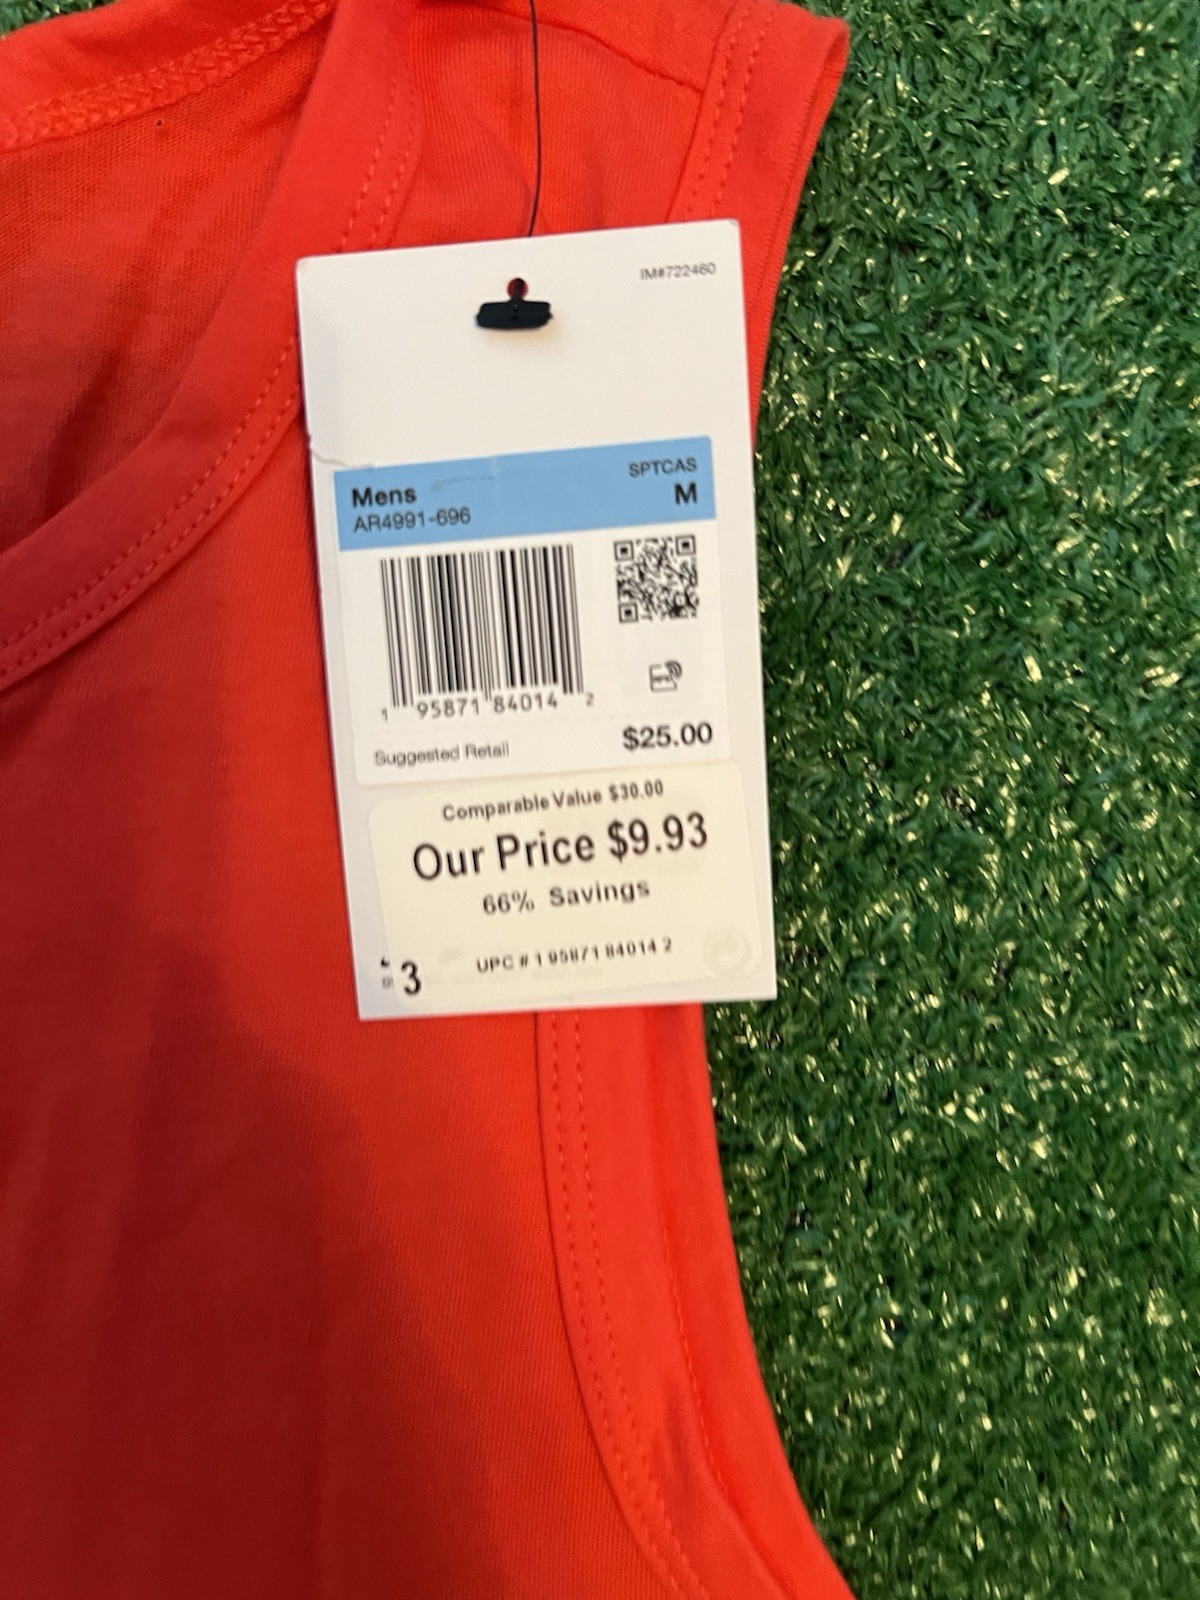 IM#722460
SPTCAS
Mens M
AR4991-696
1 95871 84014 2
Suggested Retail $25.00
Comparable Value $30.00
Our Price $9.93
66% Savings
3
UPC # 1 95871 84014 2